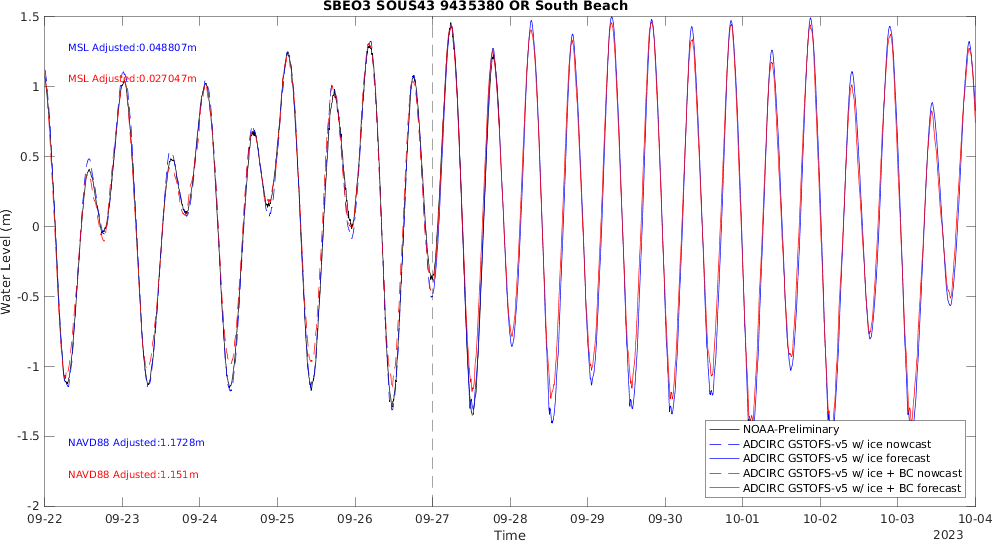 SBEO3 SOUS43 9435380 OR South Beach
MSL Adjusted:0.048807m
MSL Adjusted:0.027047m
NAVD88 Adjusted:1.1728m
NAVD88 Adjusted:1.151m
Water Level (m)
1.5
1
0.5
0
-0.5
-1
-1.5
-2
NOAA-Preliminary
ADCIRC GSTOFS-v5 w/ ice nowcast
ADCIRC GSTOFS-v5 w/ ice forecast
ADCIRC GSTOFS-v5 w/ ice + BC nowcast
ADCIRC GSTOFS-v5 w/ ice + BC forecast
09-22 09-23 09-24 09-25 09-26 09-27 09-28 09-29 09-30 10-01 10-02 10-03 10-04
Time
2023